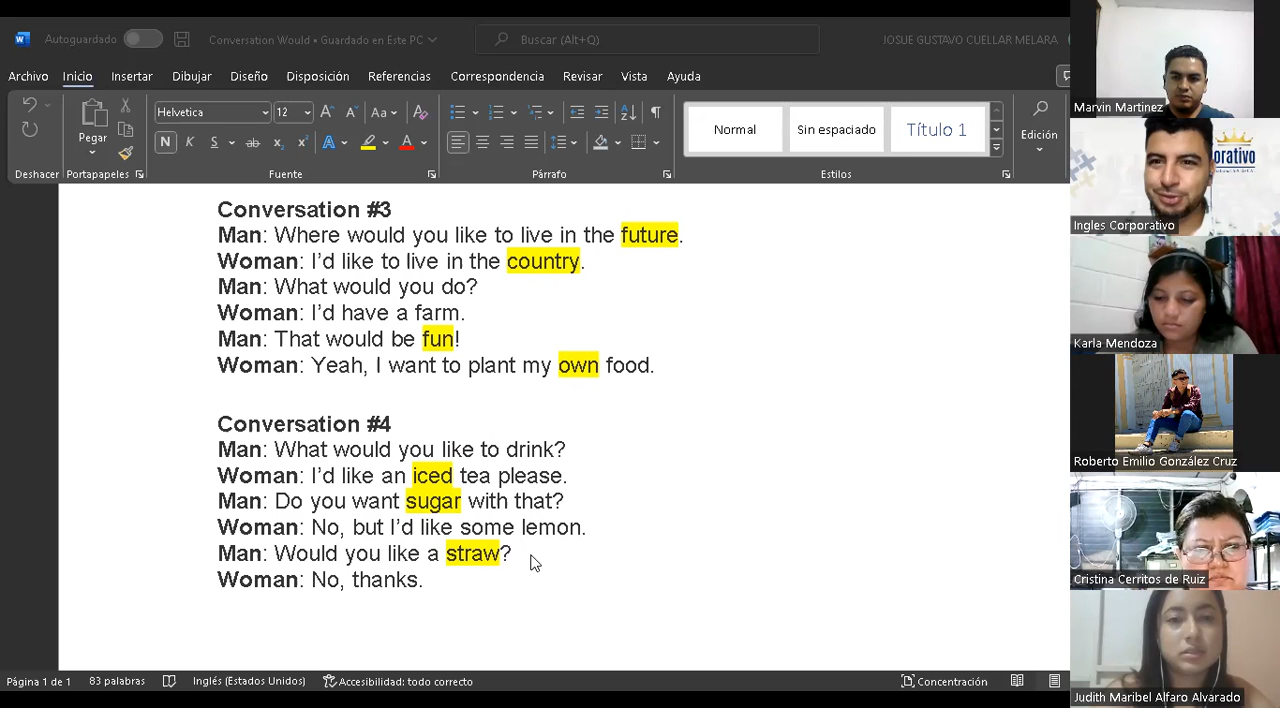 Autoguardado
Conversation Would • Guardado en Este PC
Buscar (Alt+Q)
JOSUE GUSTAVO CUELLAR MELARA
Archivo Inicio Insertar Dibujar Diseño Disposición Referencias Correspondencia Revisar Vista Ayuda
Pegar
Helvetica 12
Normal
Sin espaciado
Título 1
Edición
Deshacer Portapapeles Fuente Párrafo Estilos
Conversation #3
Man: Where would you like to live in the future.
Woman: I’d like to live in the country.
Man: What would you do?
Woman: I’d have a farm.
Man: That would be fun!
Woman: Yeah, I want to plant my own food.
Conversation #4
Man: What would you like to drink?
Woman: I’d like an iced tea please.
Man: Do you want sugar with that?
Woman: No, but I’d like some lemon.
Man: Would you like a straw?
Woman: No, thanks.
Página 1 de 1 83 palabras Inglés (Estados Unidos) Accesibilidad: todo correcto Concentración
Marvin Martinez
Ingles Corporativo
Karla Mendoza
Roberto Emilio González Cruz
Cristina Cerritos de Ruiz
Judith Maribel Alfaro Alvarado